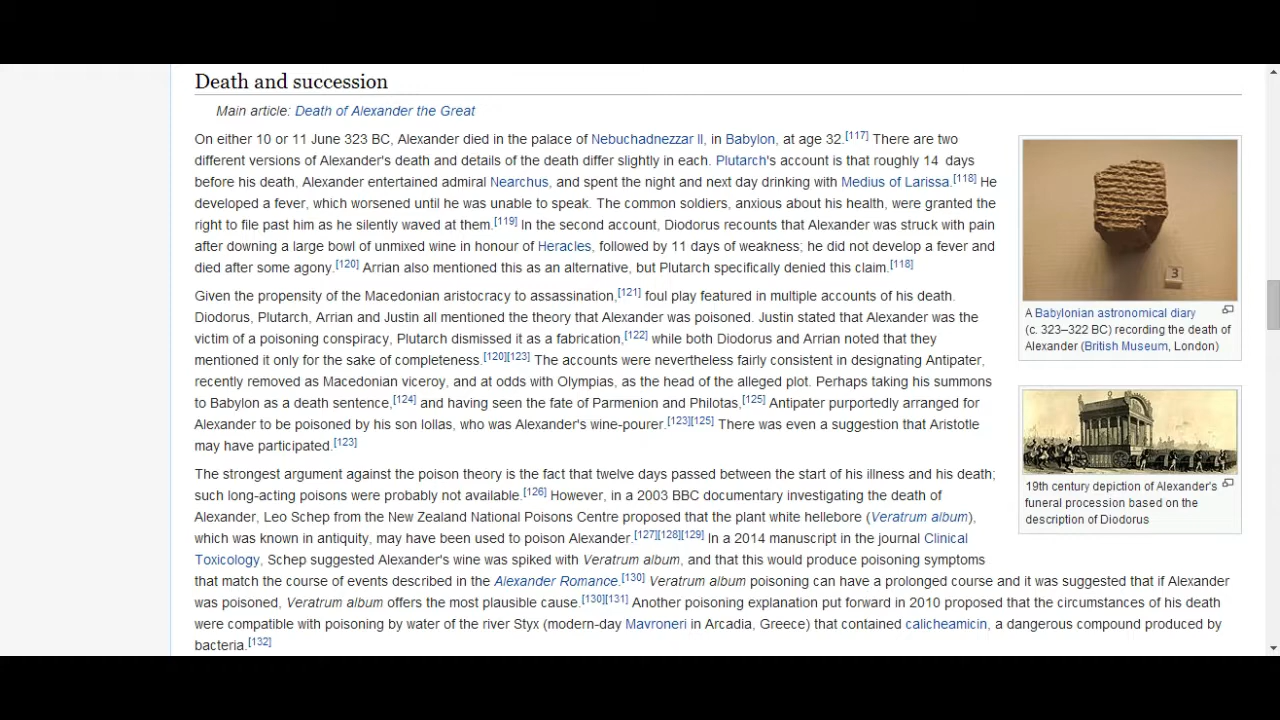 Death and succession
Main article: Death of Alexander the Great
On either 10 or 11 June 323 BC, Alexander died in the palace of Nebuchadnezzar II, in Babylon, at age 32.[117] There are two
different versions of Alexander's death and details of the death differ slightly in each. Plutarch's account is that roughly 14 days
before his death, Alexander entertained admiral Nearchus, and spent the night and next day drinking with Medius of Larissa.[118] He
developed a fever, which worsened until he was unable to speak. The common soldiers, anxious about his health, were granted the
right to file past him as he silently waved at them.[119] In the second account, Diodorus recounts that Alexander was struck with pain
after downing a large bowl of unmixed wine in honour of Heracles, followed by 11 days of weakness; he did not develop a fever and
died after some agony.[120] Arrian also mentioned this as an alternative, but Plutarch specifically denied this claim.[118]
Given the propensity of the Macedonian aristocracy to assassination,[121] foul play featured in multiple accounts of his death.
Diodorus, Plutarch, Arrian and Justin all mentioned the theory that Alexander was poisoned. Justin stated that Alexander was the
victim of a poisoning conspiracy, Plutarch dismissed it as a fabrication,[122] while both Diodorus and Arrian noted that they
mentioned it only for the sake of completeness.[120][123] The accounts were nevertheless fairly consistent in designating Antipater,
recently removed as Macedonian viceroy, and at odds with Olympias, as the head of the alleged plot. Perhaps taking his summons
to Babylon as a death sentence,[124] and having seen the fate of Parmenion and Philotas,[125] Antipater purportedly arranged for
Alexander to be poisoned by his son Iollas, who was Alexander's wine-pourer.[123][125] There was even a suggestion that Aristotle
may have participated.[123]
The strongest argument against the poison theory is the fact that twelve days passed between the start of his illness and his death;
such long-acting poisons were probably not available.[126] However, in a 2003 BBC documentary investigating the death of
Alexander, Leo Schep from the New Zealand National Poisons Centre proposed that the plant white hellebore (Veratrum album),
which was known in antiquity, may have been used to poison Alexander.[127][128][129] In a 2014 manuscript in the journal Clinical
Toxicology, Schep suggested Alexander's wine was spiked with Veratrum album, and that this would produce poisoning symptoms
that match the course of events described in the Alexander Romance.[130] Veratrum album poisoning can have a prolonged course and it was suggested that if Alexander
was poisoned, Veratrum album offers the most plausible cause.[130][131] Another poisoning explanation put forward in 2010 proposed that the circumstances of his death
were compatible with poisoning by water of the river Styx (modern-day Mavroneri in Arcadia, Greece) that contained calicheamicin, a dangerous compound produced by
bacteria.[132]
3
A Babylonian astronomical diary
(c. 323–322 BC) recording the death of
Alexander (British Museum, London)
19th century depiction of Alexander's
funeral procession based on the
description of Diodorus